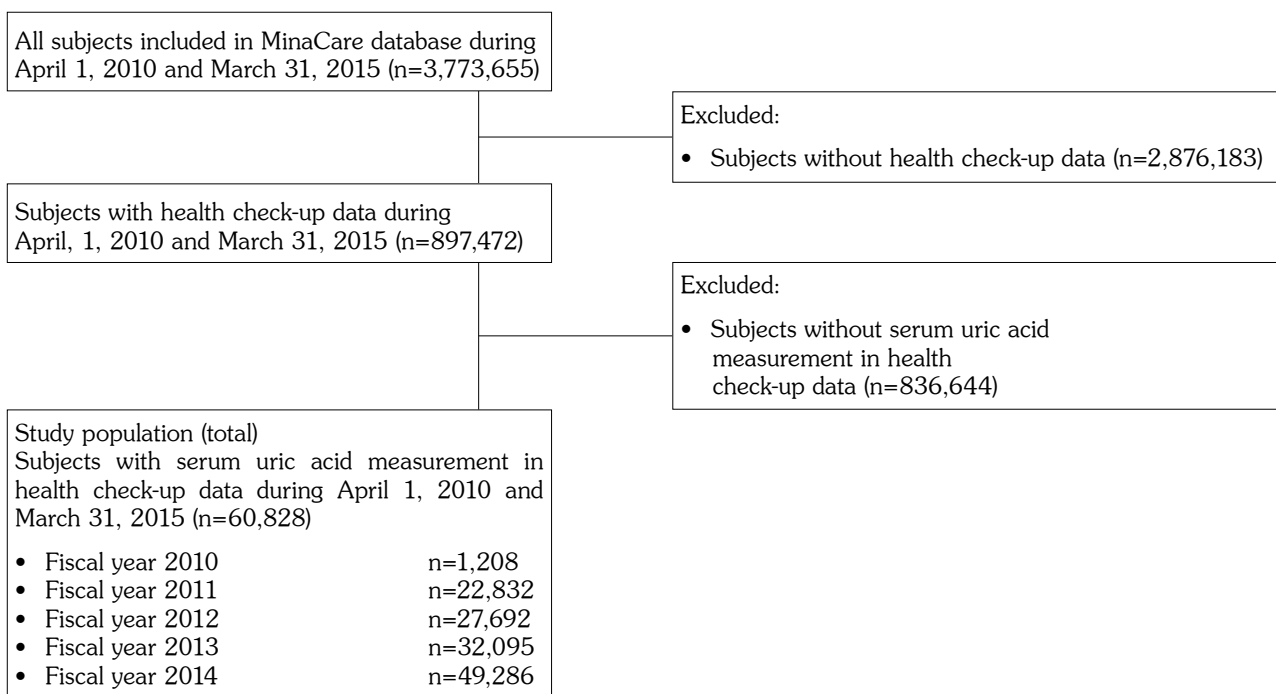 All subjects included in MinaCare database during
April 1, 2010 and March 31, 2015 (n=3,773,655)
Excluded:
• Subjects without health check-up data (n=2,876,183)
Subjects with health check-up data during
April, 1, 2010 and March 31, 2015 (n=897,472)
Excluded:
• Subjects without serum uric acid
measurement in health
check-up data (n=836,644)
Study population (total)
Subjects with serum uric acid measurement in
health check-up data during April 1, 2010 and
March 31, 2015 (n=60,828)
• Fiscal year 2010 n=1,208
• Fiscal year 2011 n=22,832
• Fiscal year 2012 n=27,692
• Fiscal year 2013 n=32,095
• Fiscal year 2014 n=49,286